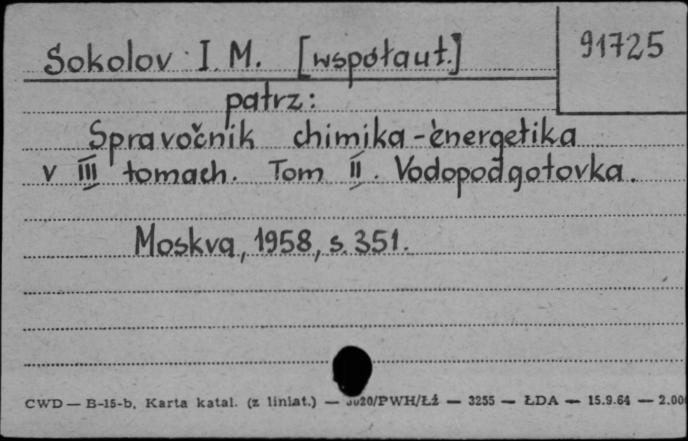 Sokolov I. M. [współaut.]
91725
patrz:
Spravočnik chimika-ènergetika
v III tomach. Tom II. Vodopodgotovka.
Moskva, 1958, s. 351.
CWD — B-15-b, Karta katal. (z liniat.) — 3020/PWH/Łź — 3255 — ŁDA — 15.9.64 — 2.00